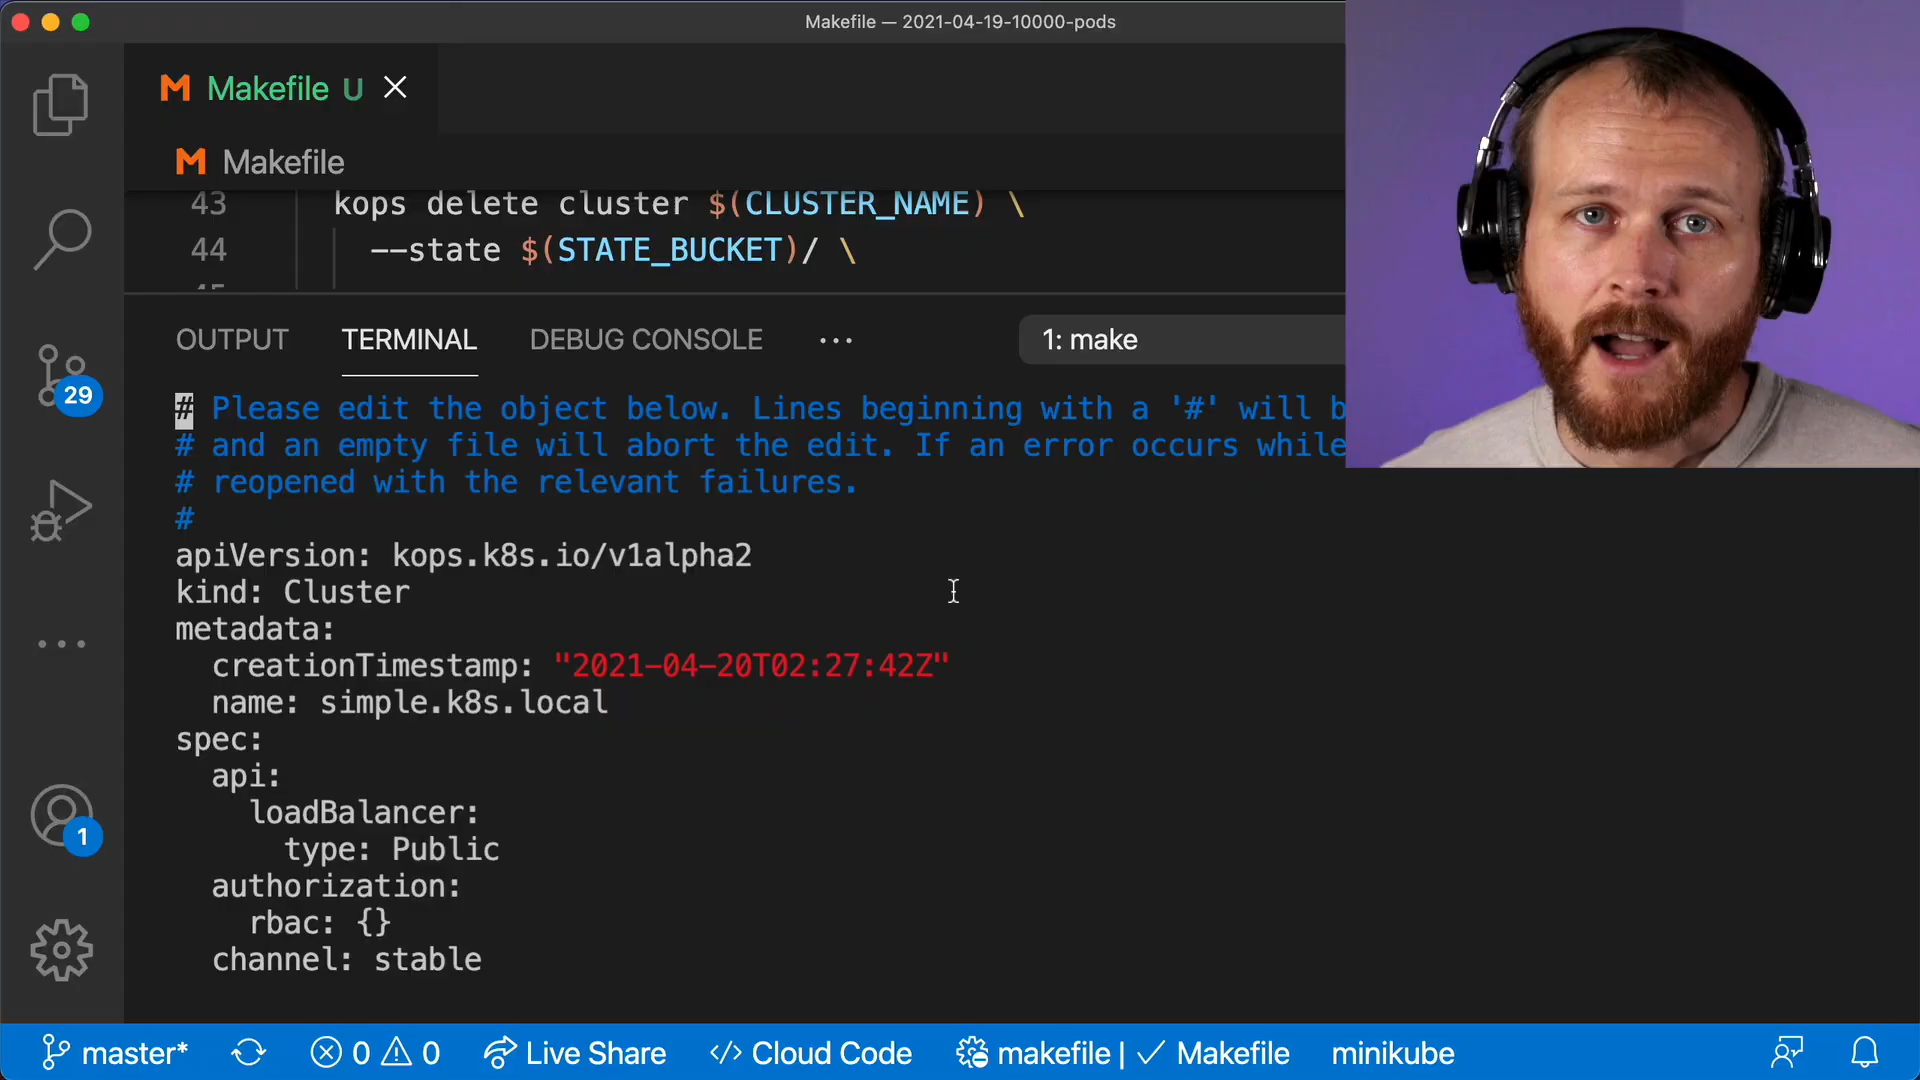 Makefile — 2021-04-19-10000-pods
Makefile U
Makefile
43 kops delete cluster $(CLUSTER_NAME) \
44 --state $(STATE_BUCKET)/ \
OUTPUT TERMINAL DEBUG CONSOLE ··· 1: make
# Please edit the object below. Lines beginning with a '#' will b
# and an empty file will abort the edit. If an error occurs while
# reopened with the relevant failures.
#
apiVersion: kops.k8s.io/v1alpha2
kind: Cluster
metadata:
creationTimestamp: "2021-04-20T02:27:42Z"
name: simple.k8s.local
spec:
api:
loadBalancer:
type: Public
authorization:
rbac: {}
channel: stable
29
1
master* 0 0 Live Share Cloud Code makefile | Makefile minikube